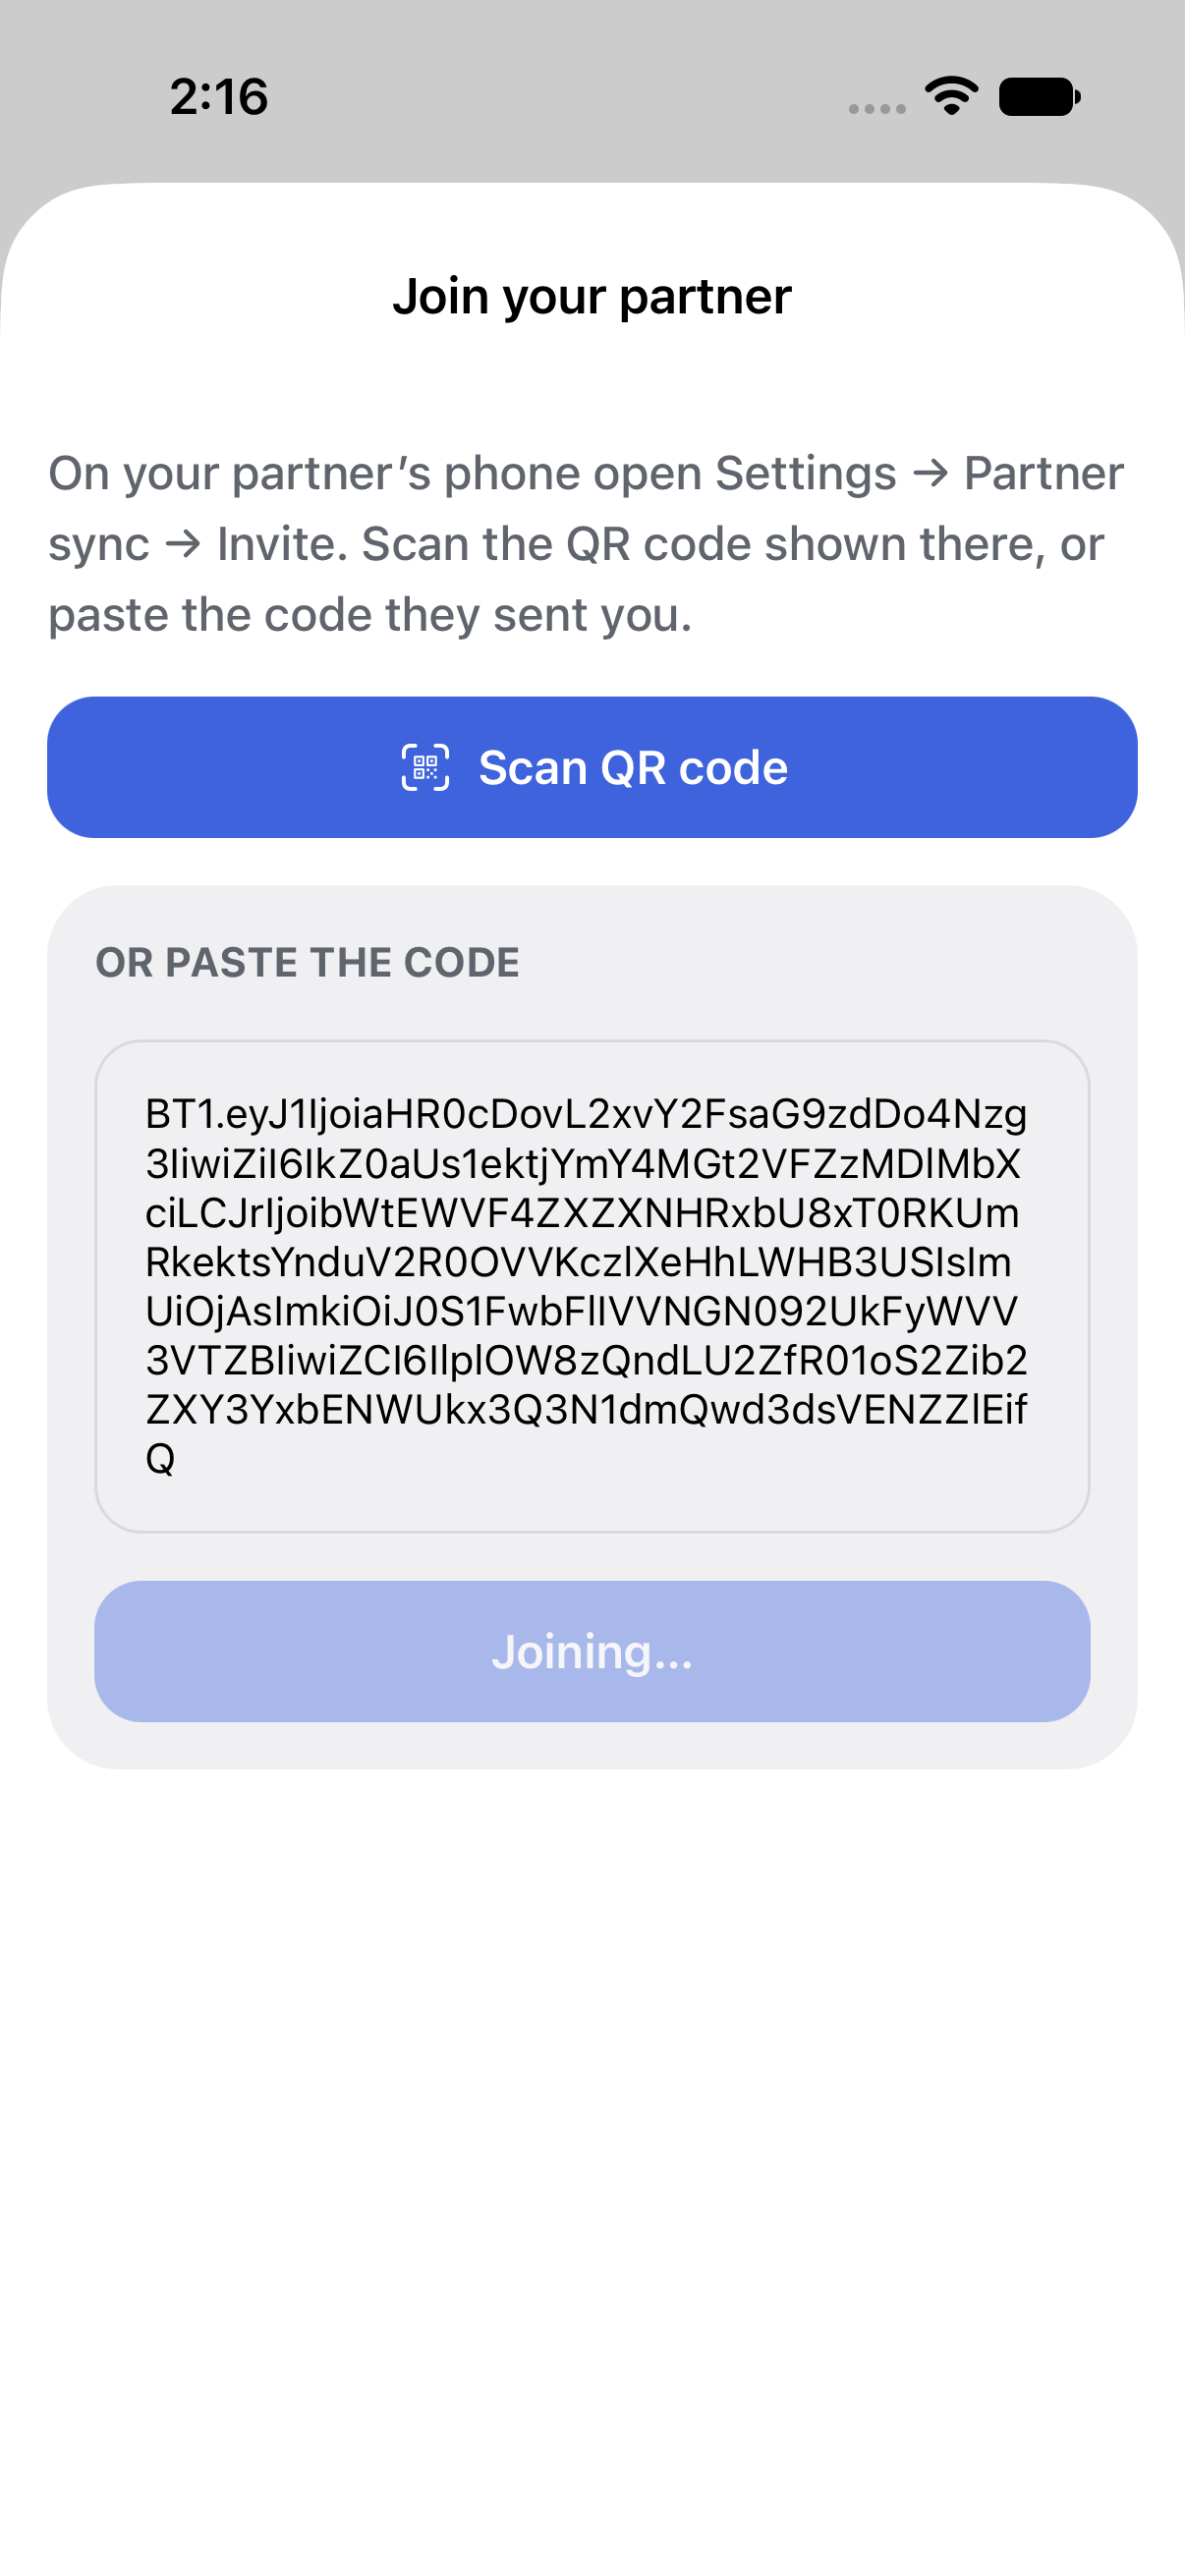 2:16
Join your partner
On your partner’s phone open Settings → Partner
sync → Invite. Scan the QR code shown there, or
paste the code they sent you.
Scan QR code
OR PASTE THE CODE
BT1.eyJ1IjoiaHR0cDovL2xvY2FsaG9zdDo4Nzg
3IiwiZiI6IkZ0aUs1ektjYmY4MGt2VFZzMDlMbX
ciLCJrIjoibWtEWVF4ZXZXNHRxbU8xT0RKUm
RkektsYnduV2R0OVVKczlXeHhLWHB3USIsIm
UiOjAsImkiOiJ0S1FwbFlIVVNGN092UkFyWVV
3VTZBIiwiZCI6IlplOW8zQndLU2ZfR01oS2Zib2
ZXY3YxbENWUkx3Q3N1dmQwd3dsVENZZlEif
Q
Joining…